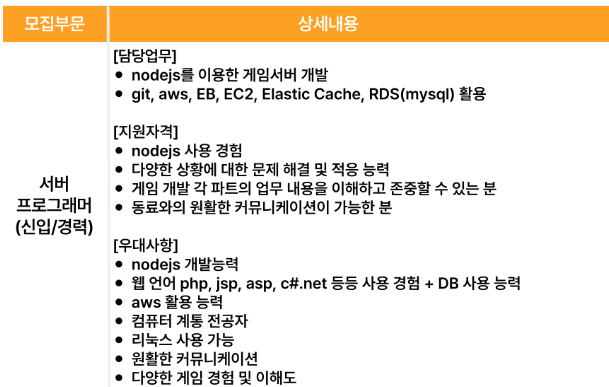 모집부문
상세내용
서버
프로그래머
(신입/경력)
[담당업무]
● nodejs를 이용한 게임서버 개발
● git, aws, EB, EC2, Elastic Cache, RDS(mysql) 활용
[지원자격]
● nodejs 사용 경험
● 다양한 상황에 대한 문제 해결 및 적응 능력
● 게임 개발 각 파트의 업무 내용을 이해하고 존중할 수 있는 분
● 동료와의 원활한 커뮤니케이션이 가능한 분
[우대사항]
● nodejs 개발능력
● 웹 언어 php, jsp, asp, c#.net 등등 사용 경험 + DB 사용 능력
● aws 활용 능력
● 컴퓨터 계통 전공자
● 리눅스 사용 가능
● 원활한 커뮤니케이션
● 다양한 게임 경험 및 이해도